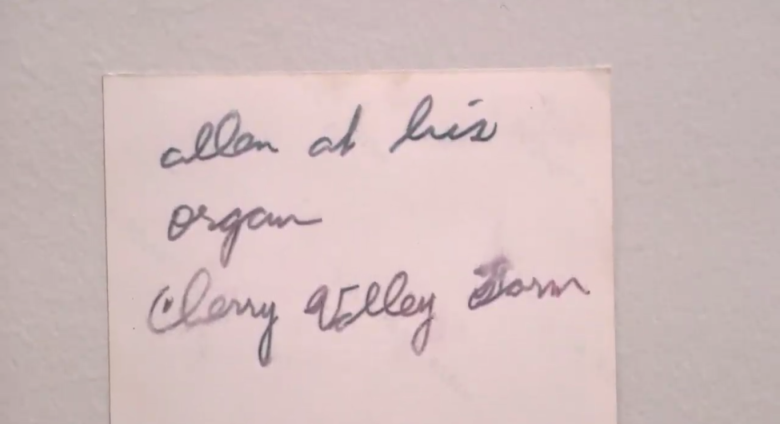 allen at his
organ
Cherry Valley Farm